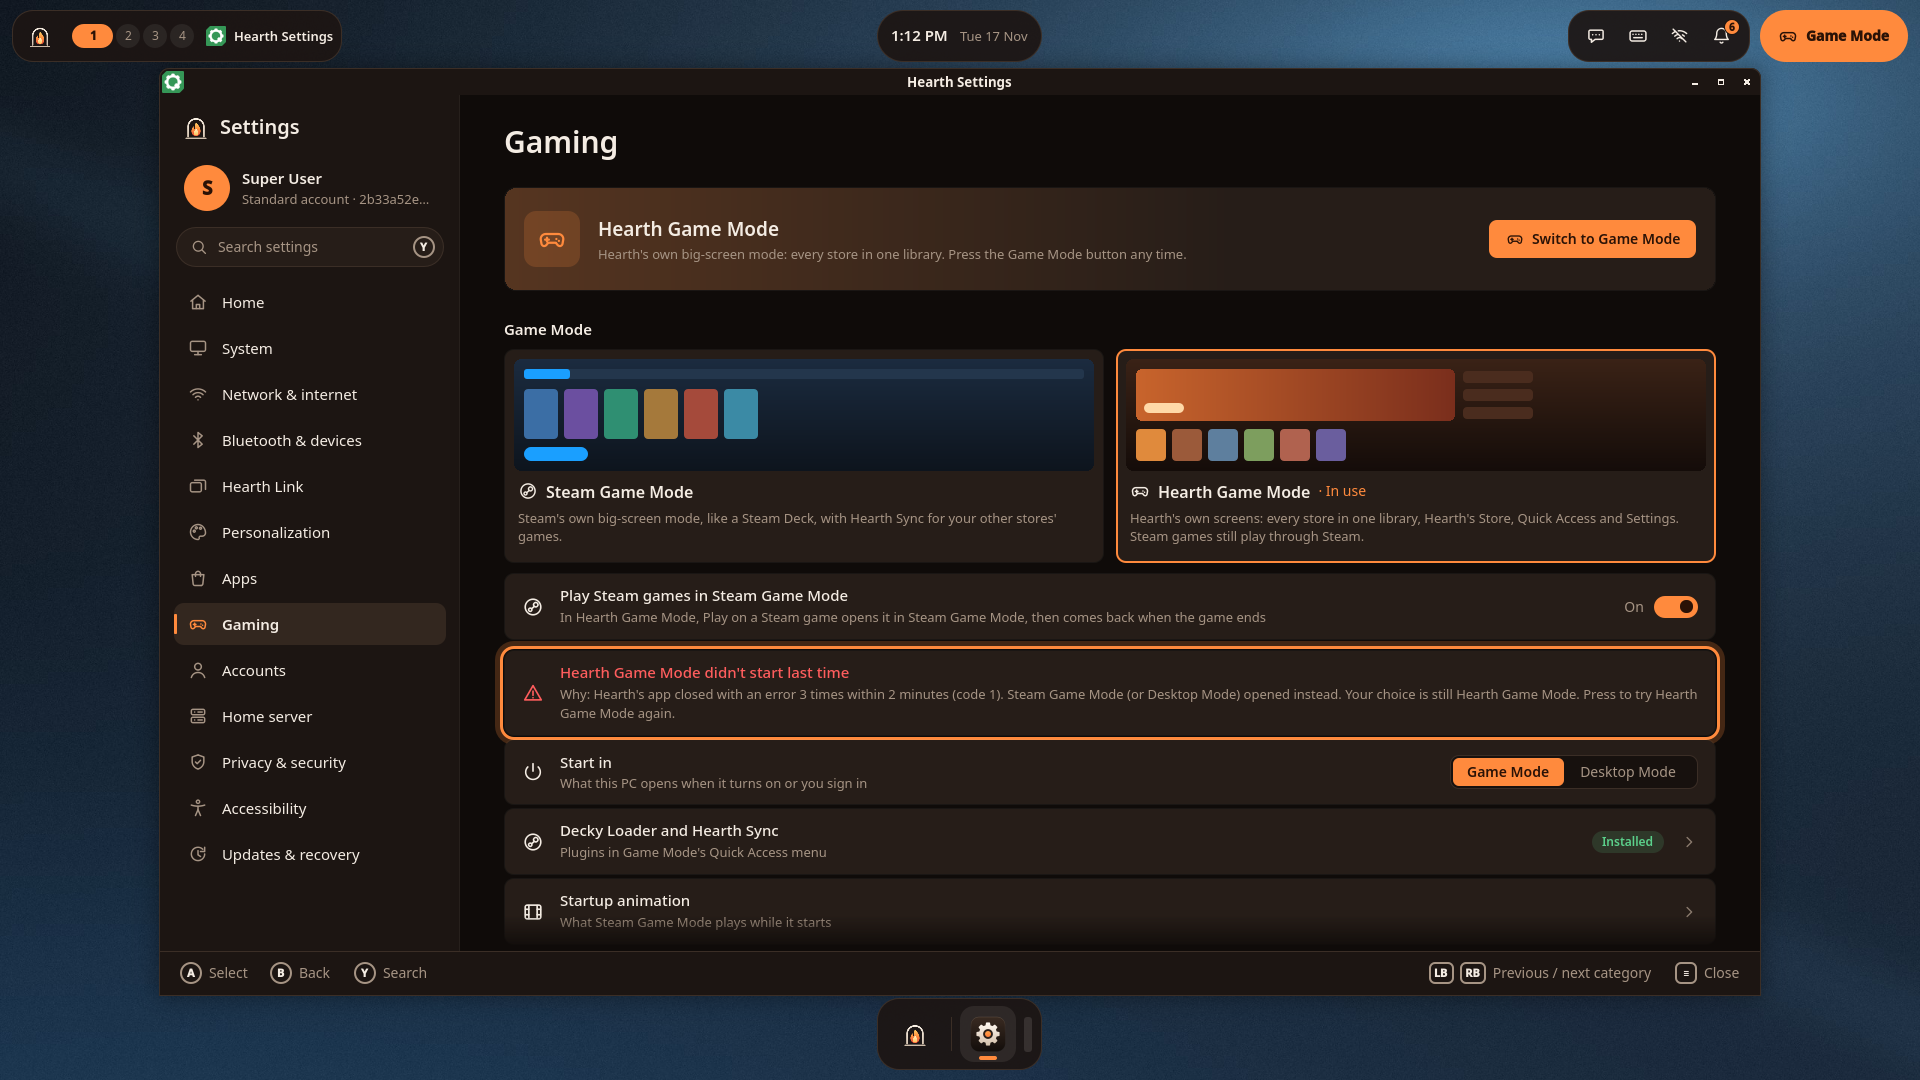 1 2 3 4 Hearth Settings
1:12 PM Tue 17 Nov
6
Game Mode
Hearth Settings
Settings
S
Super User
Standard account · 2b33a52e...
Search settings Y
Home
System
Network & internet
Bluetooth & devices
Hearth Link
Personalization
Apps
Gaming
Accounts
Home server
Privacy & security
Accessibility
Updates & recovery
Gaming
Hearth Game Mode
Hearth's own big-screen mode: every store in one library. Press the Game Mode button any time.
Switch to Game Mode
Game Mode
Steam Game Mode
Steam's own big-screen mode, like a Steam Deck, with Hearth Sync for your other stores'
games.
Hearth Game Mode · In use
Hearth's own screens: every store in one library, Hearth's Store, Quick Access and Settings.
Steam games still play through Steam.
Play Steam games in Steam Game Mode
In Hearth Game Mode, Play on a Steam game opens it in Steam Game Mode, then comes back when the game ends
On
Hearth Game Mode didn't start last time
Why: Hearth's app closed with an error 3 times within 2 minutes (code 1). Steam Game Mode (or Desktop Mode) opened instead. Your choice is still Hearth Game Mode. Press to try Hearth
Game Mode again.
Start in
What this PC opens when it turns on or you sign in
Game Mode Desktop Mode
Decky Loader and Hearth Sync
Plugins in Game Mode's Quick Access menu
Installed
Startup animation
What Steam Game Mode plays while it starts
A Select B Back Y Search
LB RB Previous / next category ≡ Close